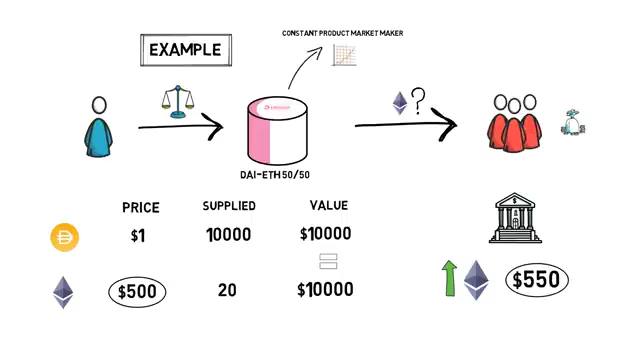 CONSTANT PRODUCT MARKET MAKER
EXAMPLE
?
DAI-ETH 50/50
PRICE SUPPLIED VALUE
$1 10000 $10000
=
$500 20 $10000
$550